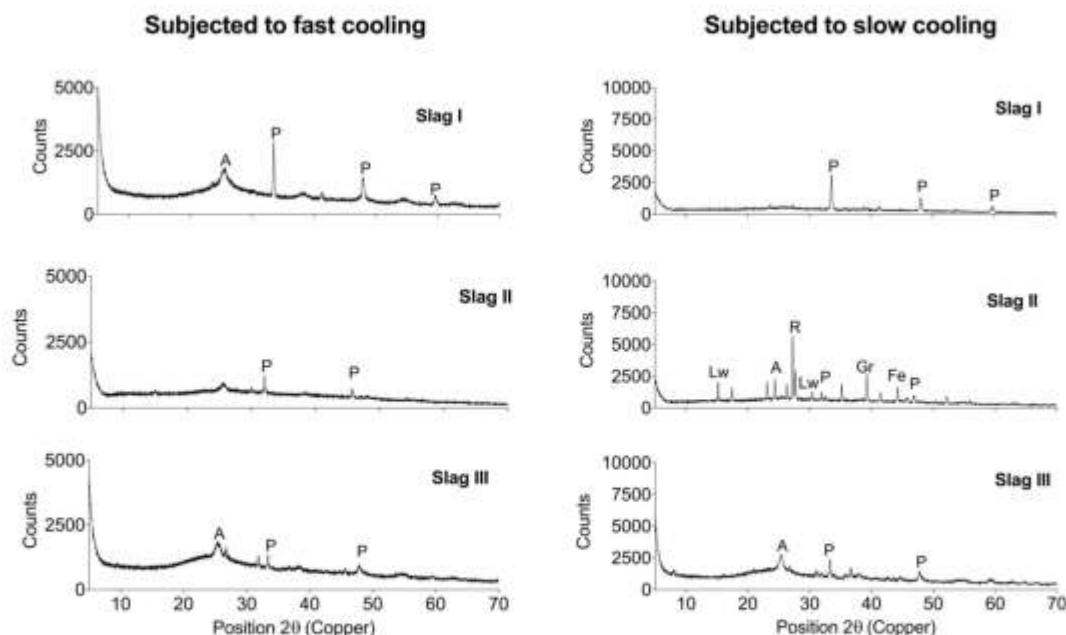 Subjected to fast cooling
5000
2500
0
Counts
Slag I
A
P
P
P
5000
2500
0
Counts
Slag II
P
P
5000
2500
0
Counts
Slag III
A
P
P
10 20 30 40 50 60 70
Position 2θ (Copper)
Subjected to slow cooling
10000
7500
5000
2500
0
Counts
Slag I
P
P
P
10000
7500
5000
2500
0
Counts
Slag II
Lw
A
R
Lw
P
Gr
Fe
P
10000
7500
5000
2500
0
Counts
Slag III
A
P
P
10 20 30 40 50 60 70
Position 2θ (Copper)